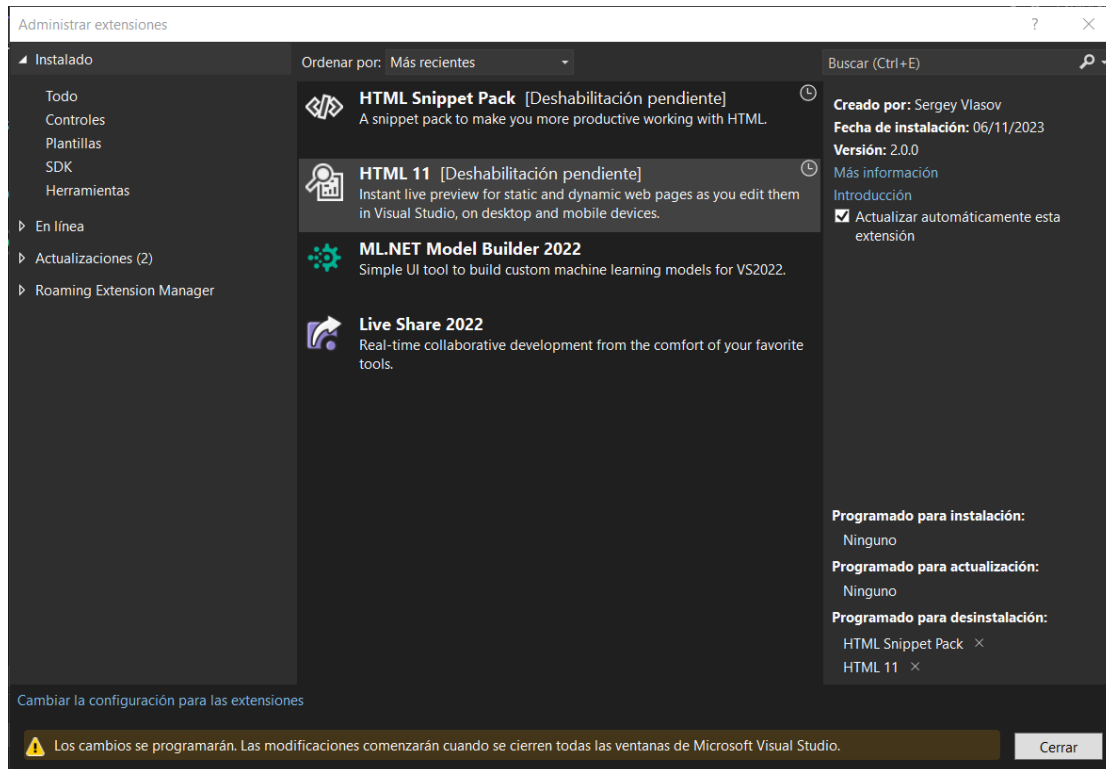 Administrar extensiones
?
Instalado
Todo
Controles
Plantillas
SDK
Herramientas
En línea
Actualizaciones (2)
Roaming Extension Manager
Ordenar por: Más recientes
HTML Snippet Pack [Deshabilitación pendiente]
A snippet pack to make you more productive working with HTML.
HTML 11 [Deshabilitación pendiente]
Instant live preview for static and dynamic web pages as you edit them
in Visual Studio, on desktop and mobile devices.
ML.NET Model Builder 2022
Simple UI tool to build custom machine learning models for VS2022.
Live Share 2022
Real-time collaborative development from the comfort of your favorite
tools.
Buscar (Ctrl+E)
Creado por: Sergey Vlasov
Fecha de instalación: 06/11/2023
Versión: 2.0.0
Más información
Introducción
Actualizar automáticamente esta
extensión
Programado para instalación:
Ninguno
Programado para actualización:
Ninguno
Programado para desinstalación:
HTML Snippet Pack
HTML 11
Cambiar la configuración para las extensiones
Los cambios se programarán. Las modificaciones comenzarán cuando se cierren todas las ventanas de Microsoft Visual Studio.
Cerrar